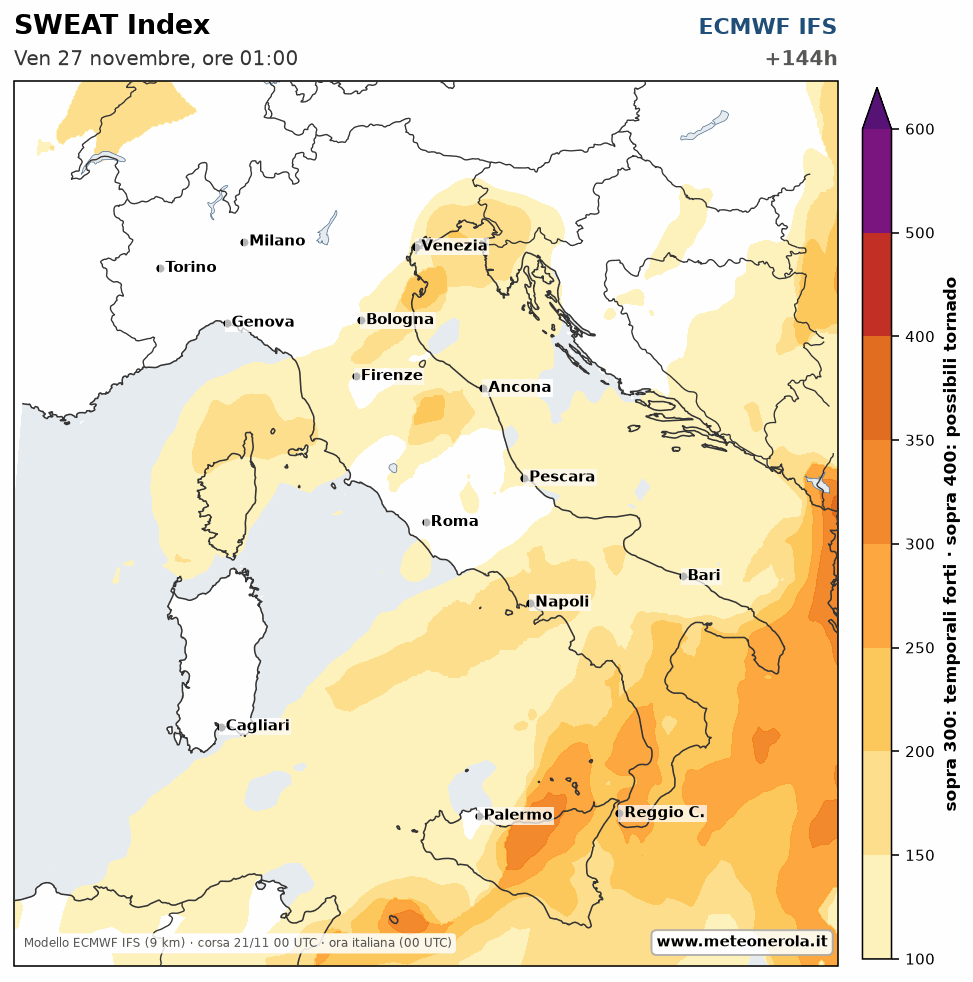 SWEAT Index
ECMWF IFS
Ven 27 novembre, ore 01:00
+144h
600
500
400
350
300
250
200
150
100
sopra 300: temporali forti · sopra 400: possibili tornado
Milano
Venezia
Torino
Genova
Bologna
Firenze
Ancona
Pescara
Roma
Bari
Napoli
Cagliari
Palermo
Reggio C.
Modello ECMWF IFS (9 km) · corsa 21/11 00 UTC · ora italiana (00 UTC)
www.meteonerola.it